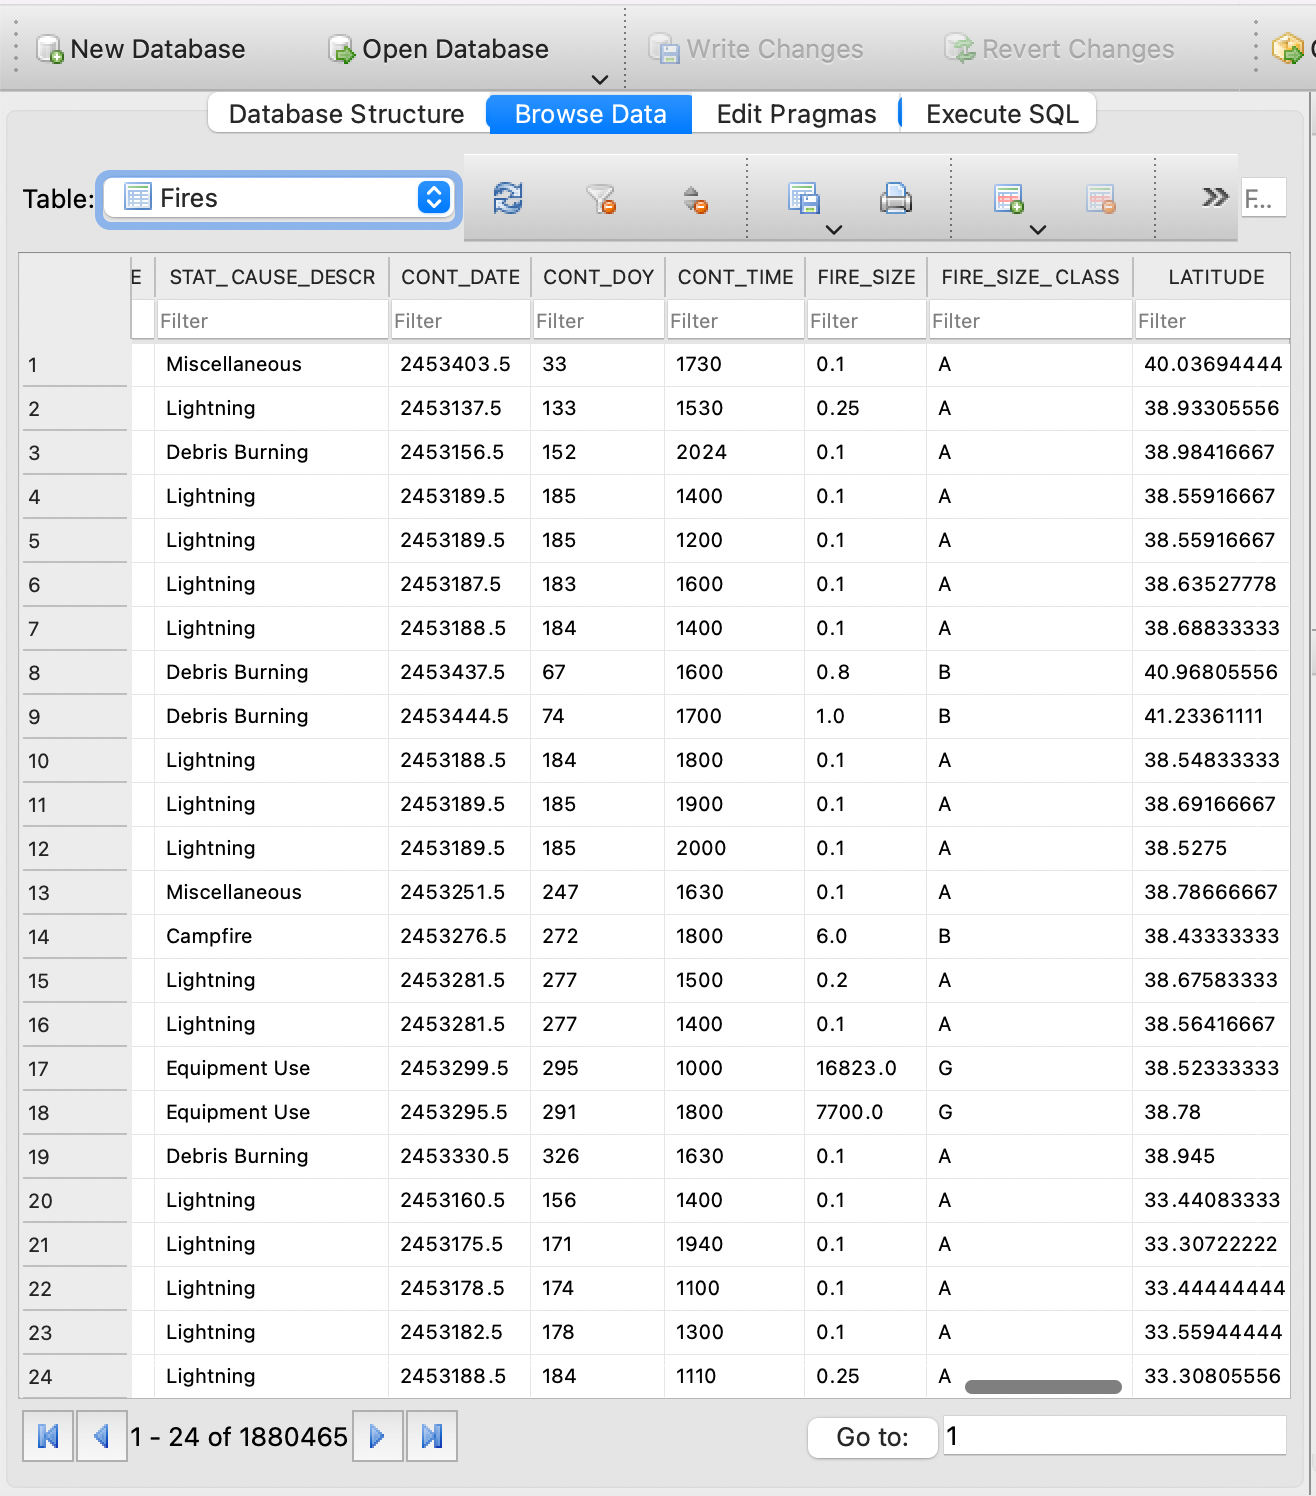 New Database Open Database Write Changes Revert Changes
Database Structure Browse Data Edit Pragmas Execute SQL
Table: Fires F...
E STAT_CAUSE_DESCR CONT_DATE CONT_DOY CONT_TIME FIRE_SIZE FIRE_SIZE_CLASS LATITUDE
Filter Filter Filter Filter Filter Filter Filter
1 Miscellaneous 2453403.5 33 1730 0.1 A 40.03694444
2 Lightning 2453137.5 133 1530 0.25 A 38.93305556
3 Debris Burning 2453156.5 152 2024 0.1 A 38.98416667
4 Lightning 2453189.5 185 1400 0.1 A 38.55916667
5 Lightning 2453189.5 185 1200 0.1 A 38.55916667
6 Lightning 2453187.5 183 1600 0.1 A 38.63527778
7 Lightning 2453188.5 184 1400 0.1 A 38.68833333
8 Debris Burning 2453437.5 67 1600 0.8 B 40.96805556
9 Debris Burning 2453444.5 74 1700 1.0 B 41.23361111
10 Lightning 2453188.5 184 1800 0.1 A 38.54833333
11 Lightning 2453189.5 185 1900 0.1 A 38.69166667
12 Lightning 2453189.5 185 2000 0.1 A 38.5275
13 Miscellaneous 2453251.5 247 1630 0.1 A 38.78666667
14 Campfire 2453276.5 272 1800 6.0 B 38.43333333
15 Lightning 2453281.5 277 1500 0.2 A 38.67583333
16 Lightning 2453281.5 277 1400 0.1 A 38.56416667
17 Equipment Use 2453299.5 295 1000 16823.0 G 38.52333333
18 Equipment Use 2453295.5 291 1800 7700.0 G 38.78
19 Debris Burning 2453330.5 326 1630 0.1 A 38.945
20 Lightning 2453160.5 156 1400 0.1 A 33.44083333
21 Lightning 2453175.5 171 1940 0.1 A 33.30722222
22 Lightning 2453178.5 174 1100 0.1 A 33.44444444
23 Lightning 2453182.5 178 1300 0.1 A 33.55944444
24 Lightning 2453188.5 184 1110 0.25 A 33.30805556
1 - 24 of 1880465 Go to: 1